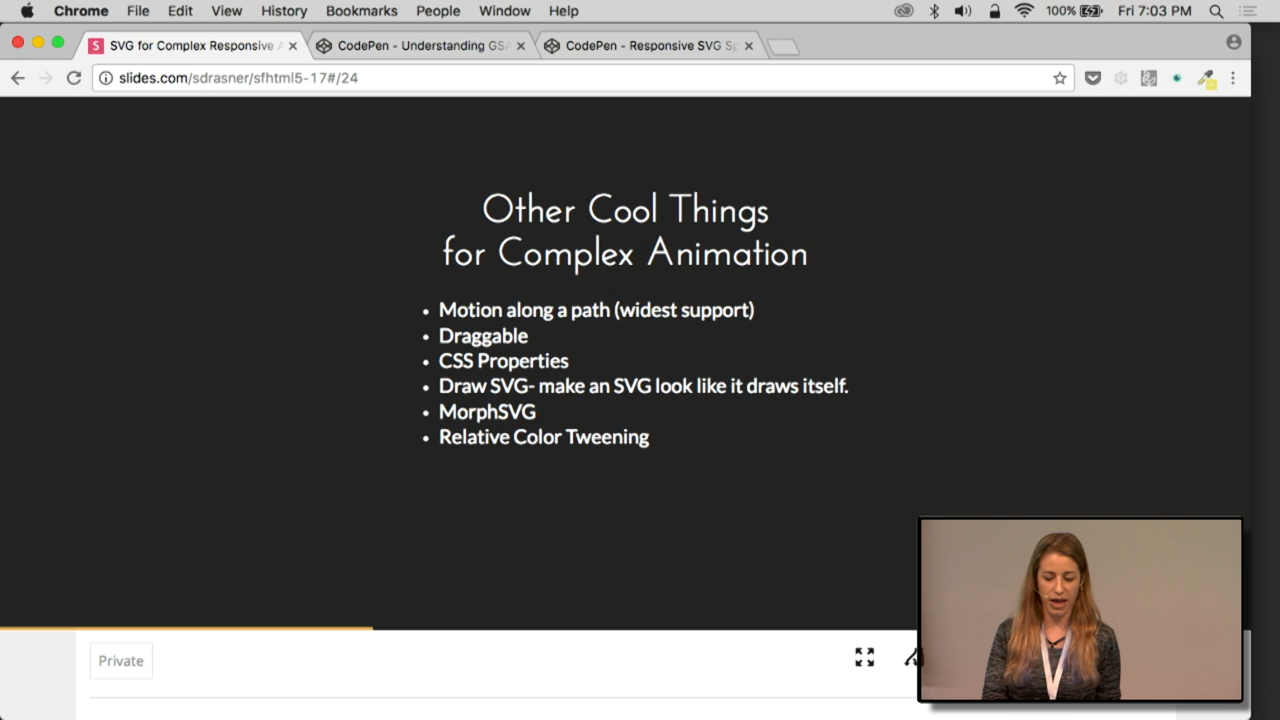 Chrome File Edit View History Bookmarks People Window Help 100% Fri 7:03 PM
S SVG for Complex Responsive CodePen - Understanding CodePen - Responsive SVG
slides.com/sdrasner/sfhtml5-17#/24
Other Cool Things
for Complex Animation
• Motion along a path (widest support)
• Draggable
• CSS Properties
• Draw SVG- make an SVG look like it draws itself.
• MorphSVG
• Relative Color Tweening
Private